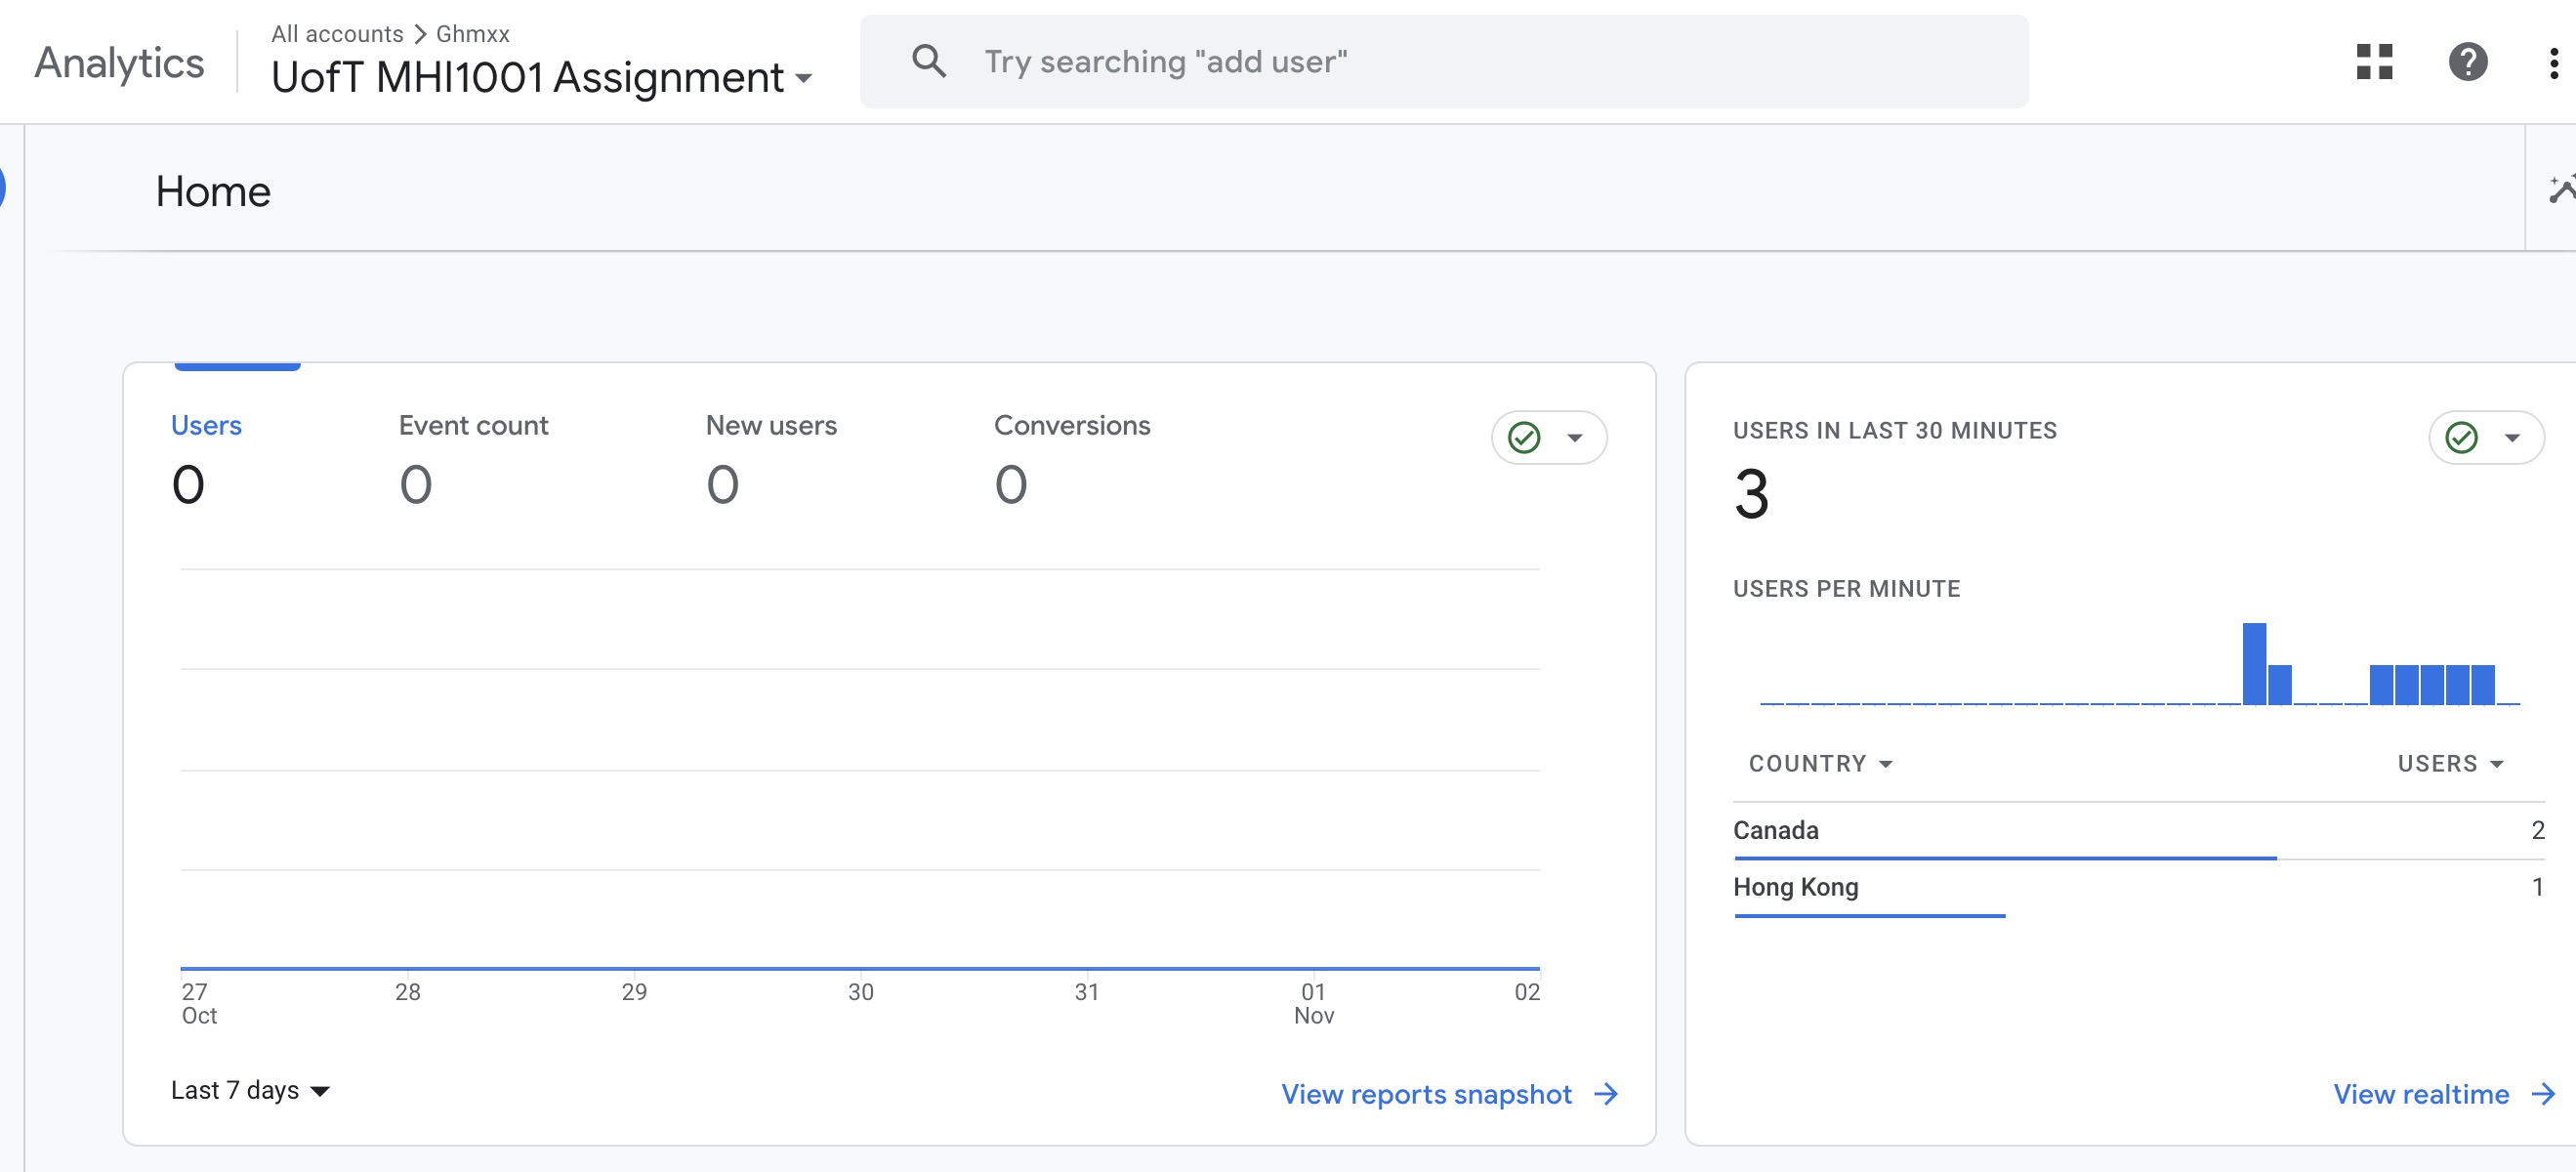 Analytics
All accounts > Ghmxx
UofT MHI1001 Assignment
Try searching "add user"
Home
Users
0
Event count
0
New users
0
Conversions
0
27
Oct
28
29
30
31
01
Nov
02
Last 7 days
View reports snapshot
USERS IN LAST 30 MINUTES
3
USERS PER MINUTE
COUNTRY
USERS
Canada
2
Hong Kong
1
View realtime